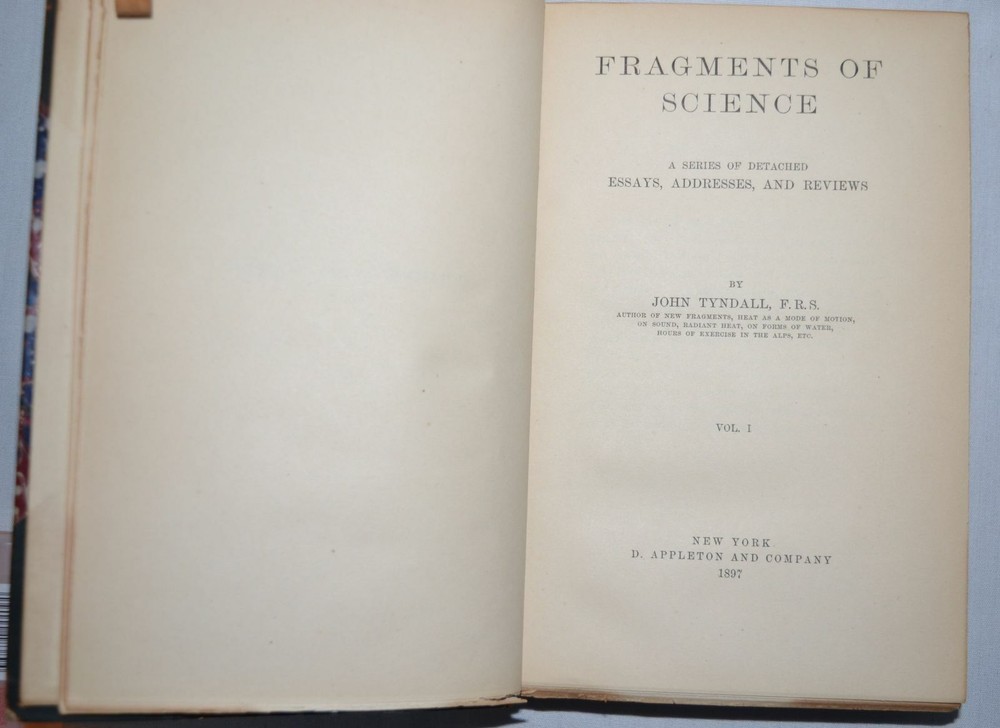 FRAGMENTS OF
SCIENCE
A SERIES OF DETACHED
ESSAYS, ADDRESSES, AND REVIEWS
BY
JOHN TYNDALL, F. R. S.
AUTHOR OF NEW FRAGMENTS, HEAT AS A MODE OF MOTION,
ON SOUND, RADIANT HEAT, ON FORMS OF WATER,
HOURS OF EXERCISE IN THE ALPS, ETC.
VOL. I
NEW YORK
D. APPLETON AND COMPANY
1897